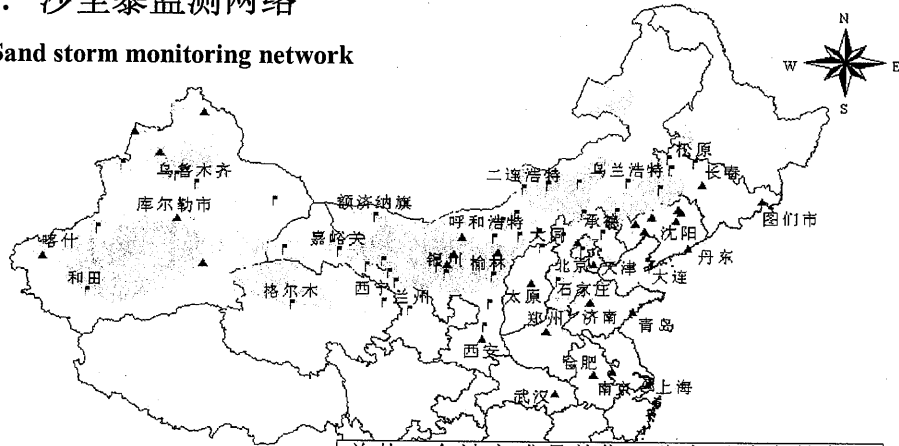 沙尘暴监测网络
Sand storm monitoring network
N
W
E
S
松原
乌鲁木齐
二连浩特
乌兰浩特
长春
库尔勒市
额济纳旗
呼和浩特
承德
图们市
喀什
嘉峪关
大同
沈阳
银川
榆林
北京
天津
丹东
和田
格尔木
西宁
兰州
太原
石家庄
大连
郑州
济南
青岛
西安
合肥
武汉
南京
上海